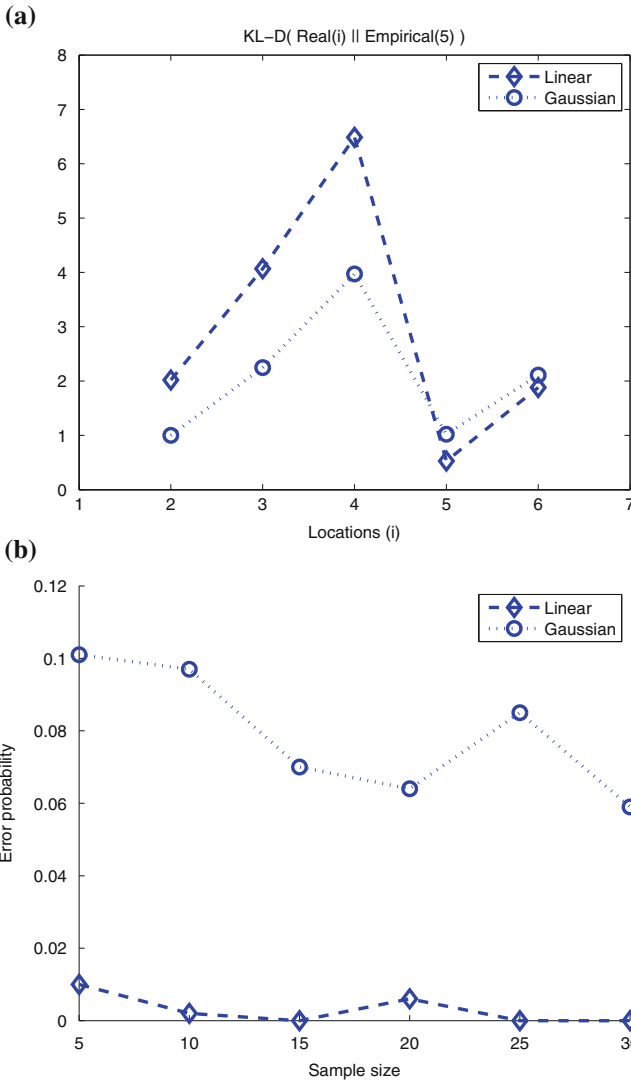 (a)
KL-D( Real(i) || Empirical(5) )
8
7
6
5
4
3
2
1
0
Linear
Gaussian
1 2 3 4 5 6 7
Locations (i)
(b)
0.12
0.1
0.08
0.06
0.04
0.02
0
Error probability
Linear
Gaussian
5 10 15 20 25 30
Sample size